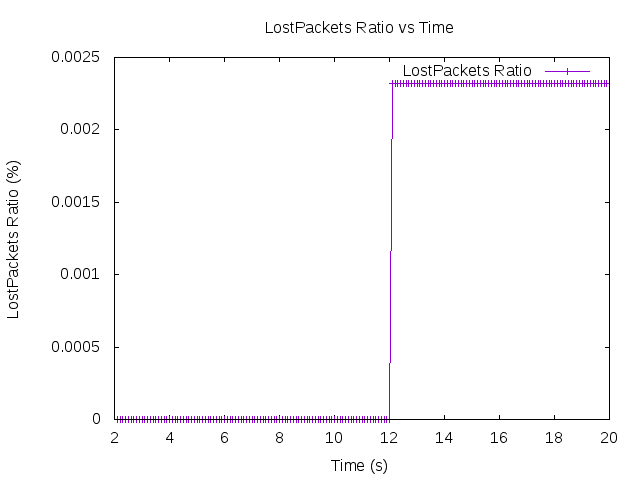 LostPackets Ratio vs Time
LostPackets Ratio
LostPackets Ratio (%)
0.0025
0.002
0.0015
0.001
0.0005
0
2 4 6 8 10 12 14 16 18 20
Time (s)